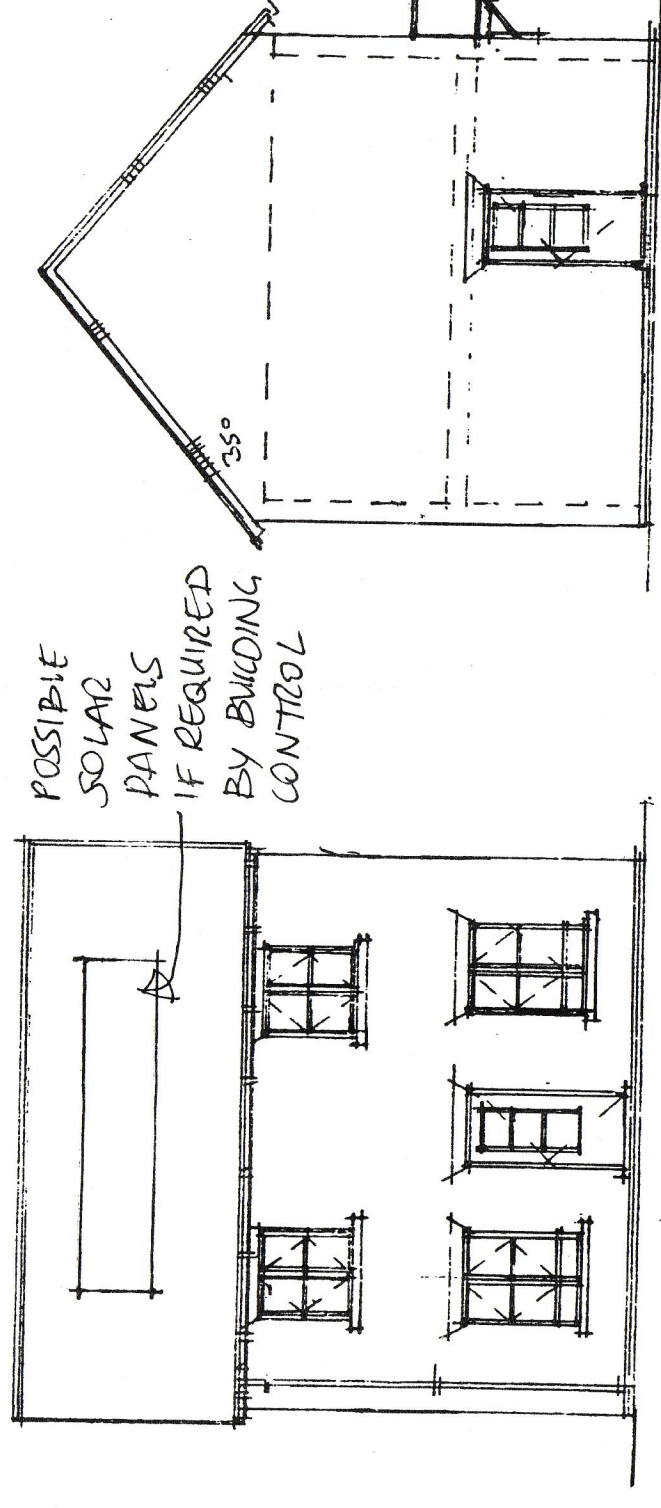 POSSIBLE
SOLAR
PANELS
IF REQUIRED
BY BUILDING
CONTROL
35°